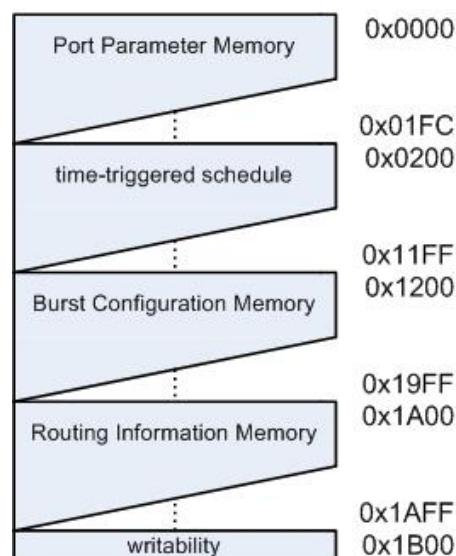 Port Parameter Memory
0x0000
0x01FC
0x0200
time-triggered schedule
0x11FF
0x1200
Burst Configuration Memory
0x19FF
0x1A00
Routing Information Memory
0x1AFF
0x1B00
writability